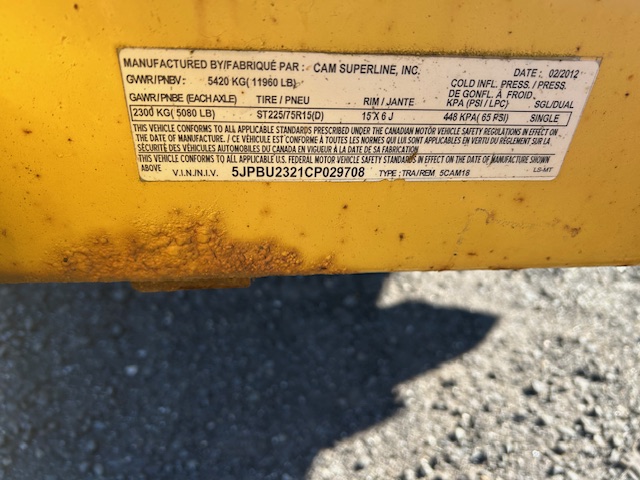 MANUFACTURED BY/FABRIQUÉ PAR : CAM SUPERLINE, INC. DATE : 02/2012
GVWR/PNBV : 5420 KG( 11960 LB) COLD INFL. PRESS. / PRESS.
DE GONFL. À FROID.
GAWR/PNBE (EACH AXLE) TIRE / PNEU RIM / JANTE KPA (PSI / LPC) SGL/DUAL
2300 KG( 5080 LB) ST225/75R15(D) 15 X 6 J 448 KPA( 65 PSI) SINGLE
THIS VEHICLE CONFORMS TO ALL APPLICABLE STANDARDS PRESCRIBED UNDER THE CANADIAN MOTOR VEHICLE SAFETY REGULATIONS IN EFFECT ON
THE DATE OF MANUFACTURE. / CE VÉHICULE EST CONFORME À TOUTES LES NORMES QUI LUI SONT APPLICABLES EN VERTU DU RÈGLEMENT SUR LA
SÉCURITÉ DES VÉHICULES AUTOMOBILES DU CANADA EN VIGUEUR À LA DATE DE SA FABRICATION
THIS VEHICLE CONFORMS TO ALL APPLICABLE U.S. FEDERAL MOTOR VEHICLE SAFETY STANDARDS IN EFFECT ON THE DATE OF MANUFACTURE SHOWN
ABOVE V.I.N./N.I.V. 5JPBU2321CP029708 TYPE : TRA/REM 5CAM18 LS-MT